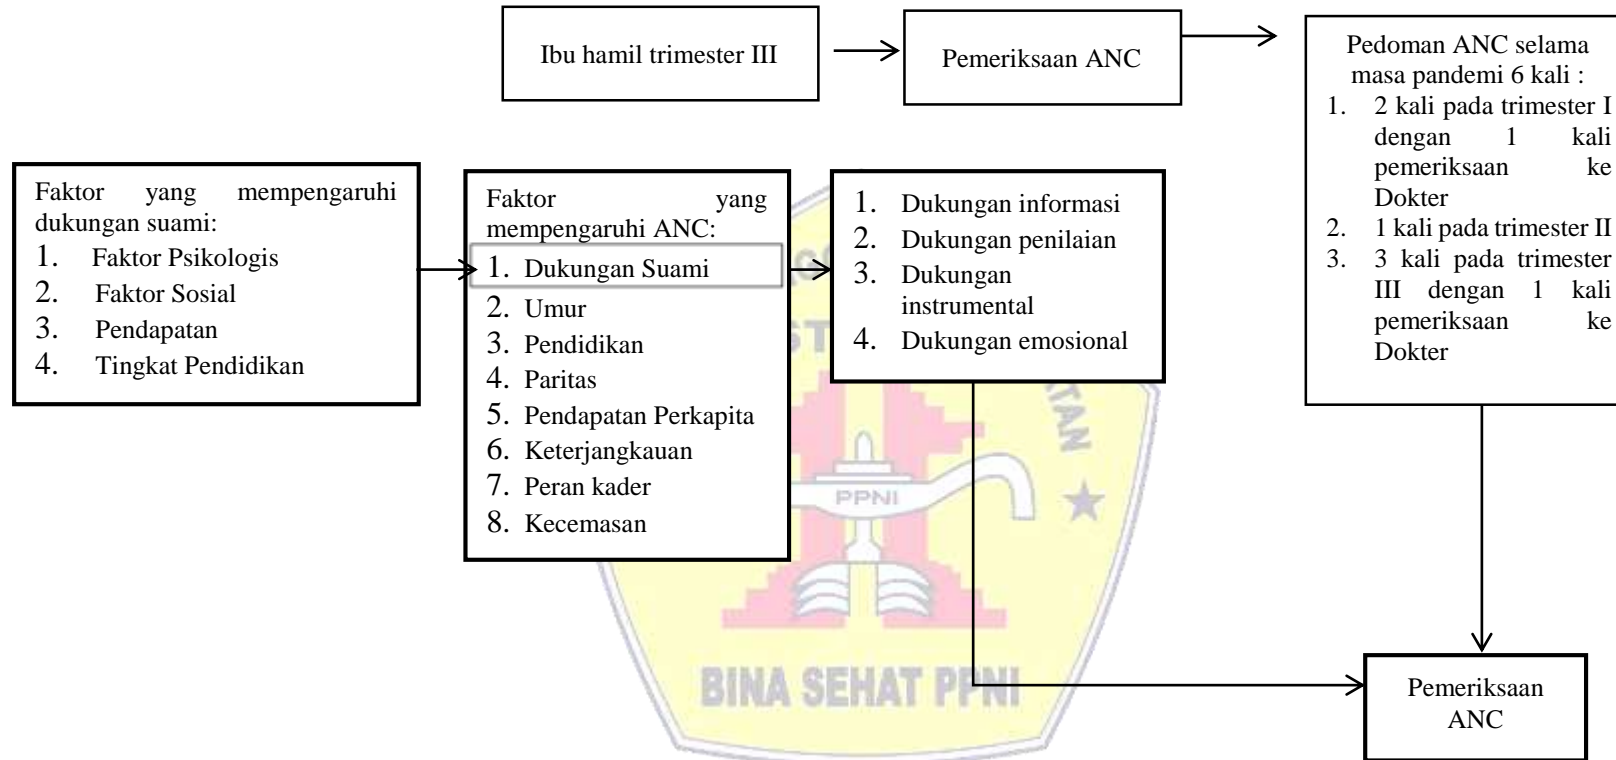 Ibu hamil trimester III
Pemeriksaan ANC
Pedoman ANC selama
masa pandemi 6 kali :
1. 2 kali pada trimester I
dengan 1 kali
pemeriksaan ke
Dokter
2. 1 kali pada trimester II
3. 3 kali pada trimester
III dengan 1 kali
pemeriksaan ke
Dokter
Faktor yang mempengaruhi
dukungan suami:
1. Faktor Psikologis
2. Faktor Sosial
3. Pendapatan
4. Tingkat Pendidikan
Faktor yang
mempengaruhi ANC:
1. Dukungan Suami
2. Umur
3. Pendidikan
4. Paritas
5. Pendapatan Perkapita
6. Keterjangkauan
7. Peran kader
8. Kecemasan
1. Dukungan informasi
2. Dukungan penilaian
3. Dukungan
instrumental
4. Dukungan emosional
PPNI
BINA SEHAT PPNI
Pemeriksaan
ANC